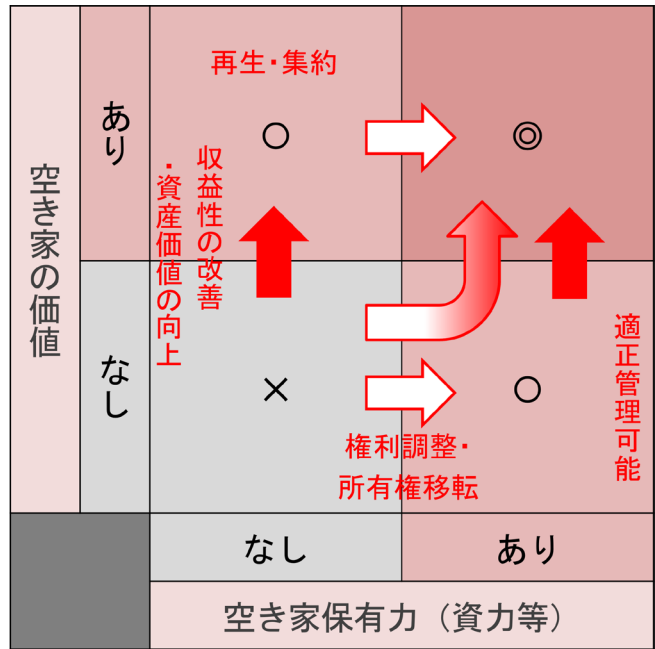 再生・集約
あり
○
◎
収益性の改善
・資産価値の向上
空き家の価値
なし
×
○
適正管理可能
権利調整・
所有権移転
なし
あり
空き家保有力（資力等）